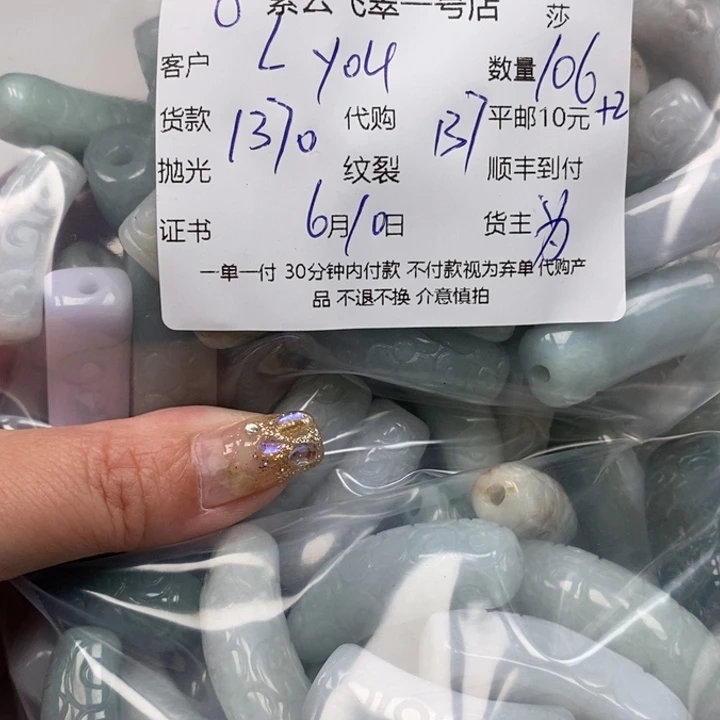 紫云飞翠一号店 莎
客户 L you 数量 106
货款 1370 代购 137 平邮10元+2
抛光 纹裂 顺丰到付
证书 6月10日 货主
一单一付 30分钟内付款 不付款视为弃单 代购产
品 不退不换 介意慎拍